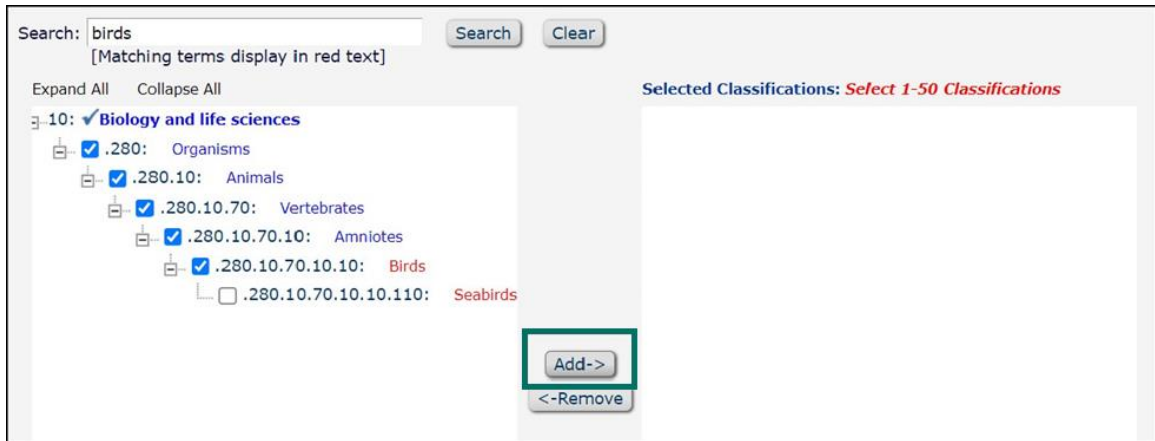 Search: birds Search Clear
[Matching terms display in red text]
Expand All Collapse All
Selected Classifications: Select 1-50 Classifications
10: Biology and life sciences
.280: Organisms
.280.10: Animals
.280.10.70: Vertebrates
.280.10.70.10: Amniotes
.280.10.70.10.10: Birds
.280.10.70.10.10.110: Seabirds
Add->
<-Remove